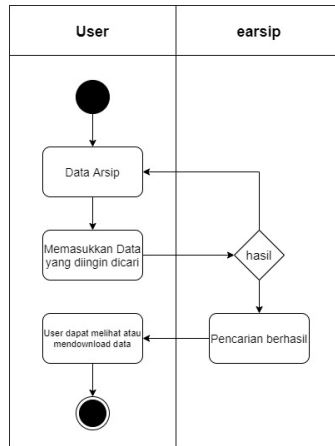 User
earsip
Data Arsip
Memasukkan Data
yang diingin dicari
hasil
User dapat melihat atau
mendownload data
Pencarian berhasil